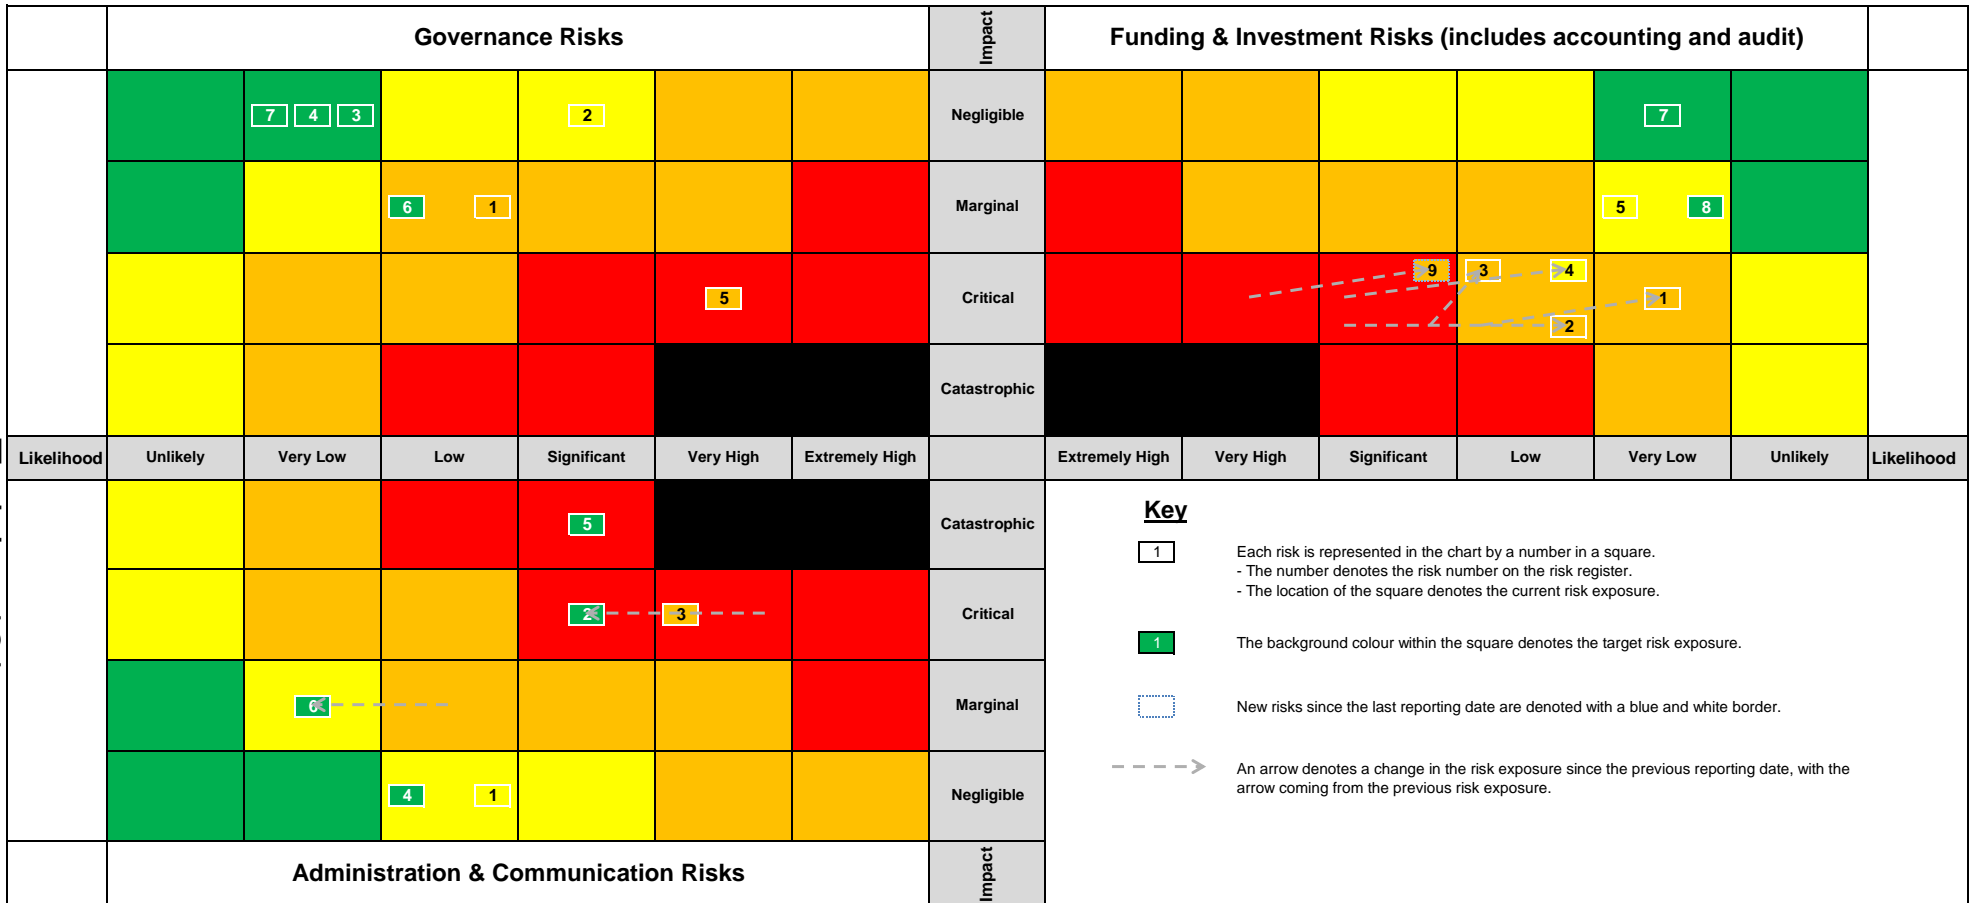 Governance Risks
Impact
Funding & Investment Risks (includes accounting and audit)
7 4 3 2
Negligible
7
6 1
Marginal
5 8
5
Critical
9 3 4
1
2
Catastrophic
Likelihood Unlikely Very Low Low Significant Very High Extremely High
Extremely High Very High Significant Low Very Low Unlikely Likelihood
5
Catastrophic
2 3
Critical
6
Marginal
4 1
Negligible
Administration & Communication Risks
Impact
Key
1
Each risk is represented in the chart by a number in a square.
- The number denotes the risk number on the risk register.
- The location of the square denotes the current risk exposure.
1
The background colour within the square denotes the target risk exposure.
New risks since the last reporting date are denoted with a blue and white border.
An arrow denotes a change in the risk exposure since the previous reporting date, with the
arrow coming from the previous risk exposure.